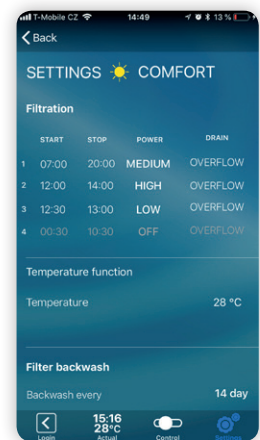 T-Mobile CZ 14:49 13 %
Back
SETTINGS COMFORT
Filtration
START STOP POWER DRAIN
1 07:00 20:00 MEDIUM OVERFLOW
2 12:00 14:00 HIGH OVERFLOW
3 12:30 13:00 LOW OVERFLOW
4 00:30 10:30 OFF OVERFLOW
Temperature function
Temperature 28 °C
Filter backwash
Backwash every 14 day
15:16
28°C
Login Actual Control Settings